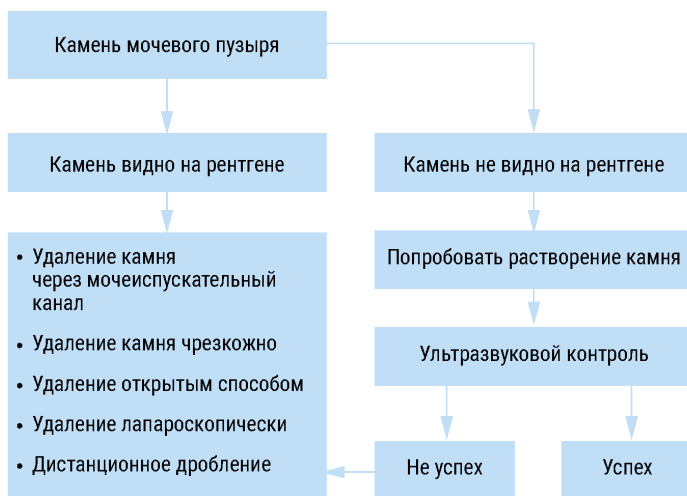 Камень мочевого пузыря
Камень видно на рентгене
Камень не видно на рентгене
• Удаление камня
через мочеиспускательный
канал
• Удаление камня чрезкожно
• Удаление открытым способом
• Удаление лапароскопически
• Дистанционное дробление
Попробовать растворение камня
Ультразвуковой контроль
Не успех
Успех